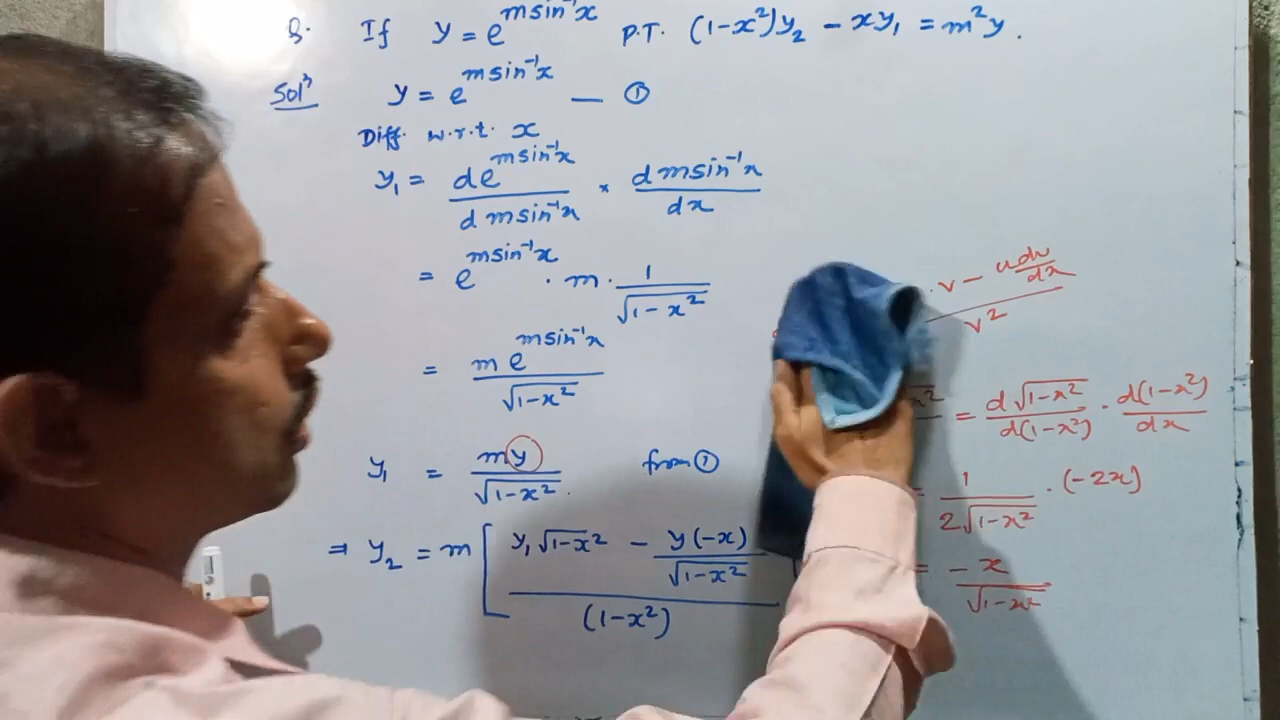 Q. If y = e^{m sin⁻¹x} P.T. (1-x²)y₂ - xy₁ = m²y.
Solⁿ y = e^{m sin⁻¹x} — ①
Diff. w.r.t. x
y₁ = de^{m sin⁻¹x} / d m sin⁻¹x × d m sin⁻¹x / dx
= e^{m sin⁻¹x} · m · 1/√(1-x²)
= m e^{m sin⁻¹x} / √(1-x²)
y₁ = my / √(1-x²). from ①
⇒ y₂ = m [ (y₁√(1-x²) - y(-x)/√(1-x²)) / (1-x²)
· v - u dv/dx
v²
= d√(1-x²) / d(1-x²) · d(1-x²) / dx
= 1 / 2√(1-x²) · (-2x)
= -x / √(1-x²)